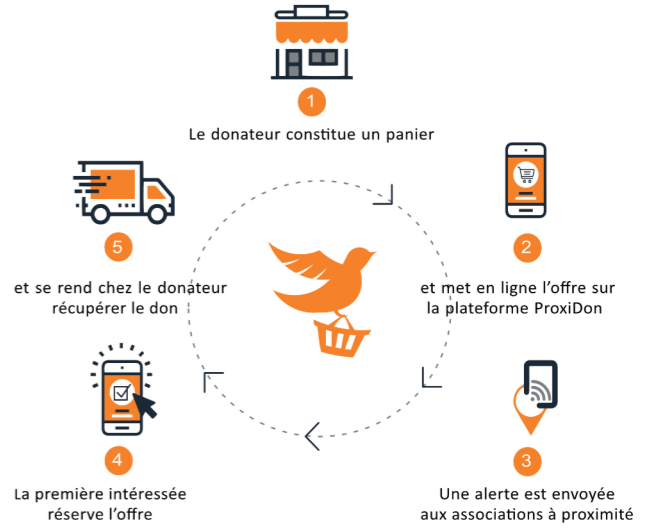 1
Le donateur constitue un panier
2
et met en ligne l’offre sur
la plateforme ProxiDon
3
Une alerte est envoyée
aux associations à proximité
4
La première intéressée
réserve l’offre
5
et se rend chez le donateur
récupérer le don